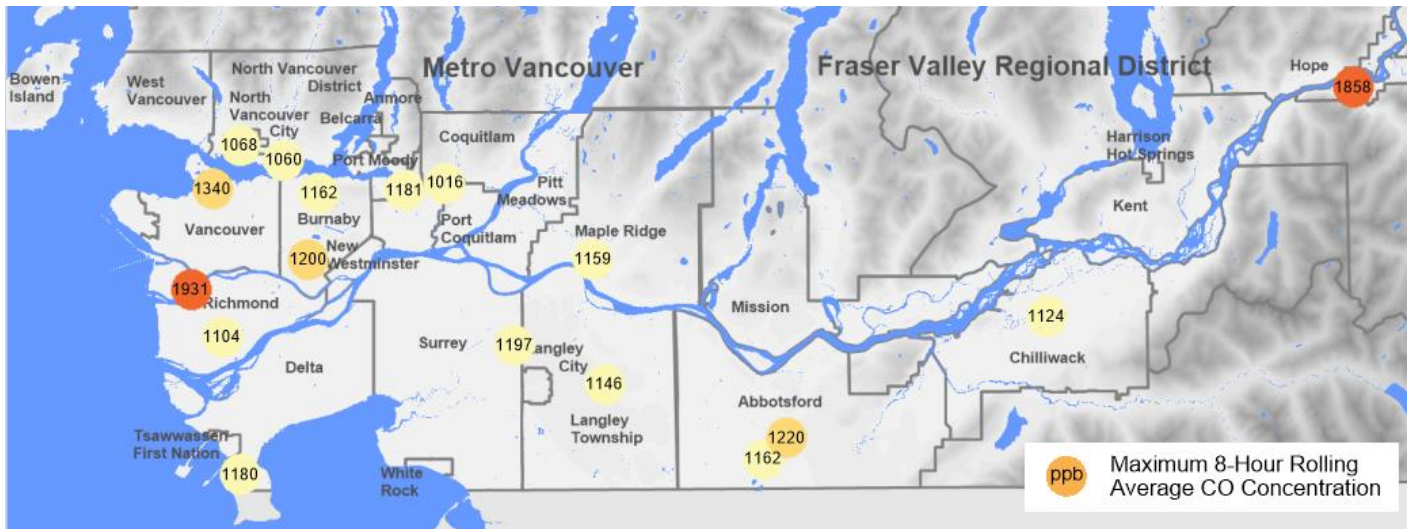 Metro Vancouver
Fraser Valley Regional District
Bowen
Island
West
Vancouver
North Vancouver
District
North
Vancouver
City
Belcarra
Anmore
Coquitlam
Port Moody
Hope
1858
1068
1060
1340
1162
1181
1016
Harrison
Hot Springs
Pitt
Meadows
Kent
Vancouver
Burnaby
Port
Coquitlam
Maple Ridge
1200
New
Westminster
1159
1931
Richmond
1104
Mission
1124
Chilliwack
Delta
Surrey
1197
Langley
City
1146
Langley
Township
Abbotsford
1220
1162
Tsawwassen
First Nation
1180
White
Rock
ppb
Maximum 8-Hour Rolling
Average CO Concentration